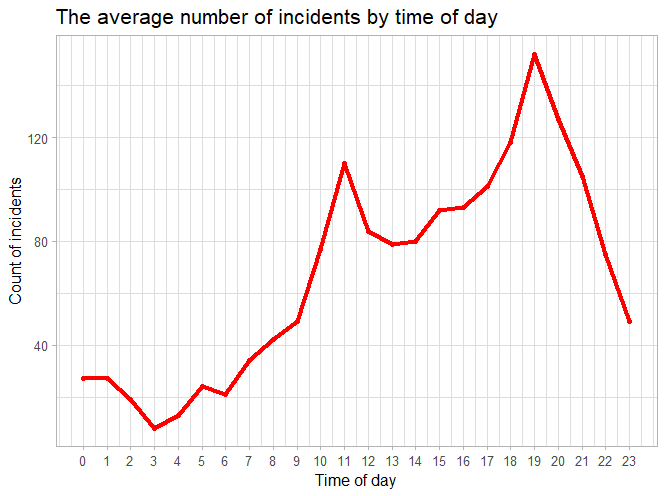 The average number of incidents by time of day
Count of incidents
120
80
40
0 1 2 3 4 5 6 7 8 9 10 11 12 13 14 15 16 17 18 19 20 21 22 23
Time of day